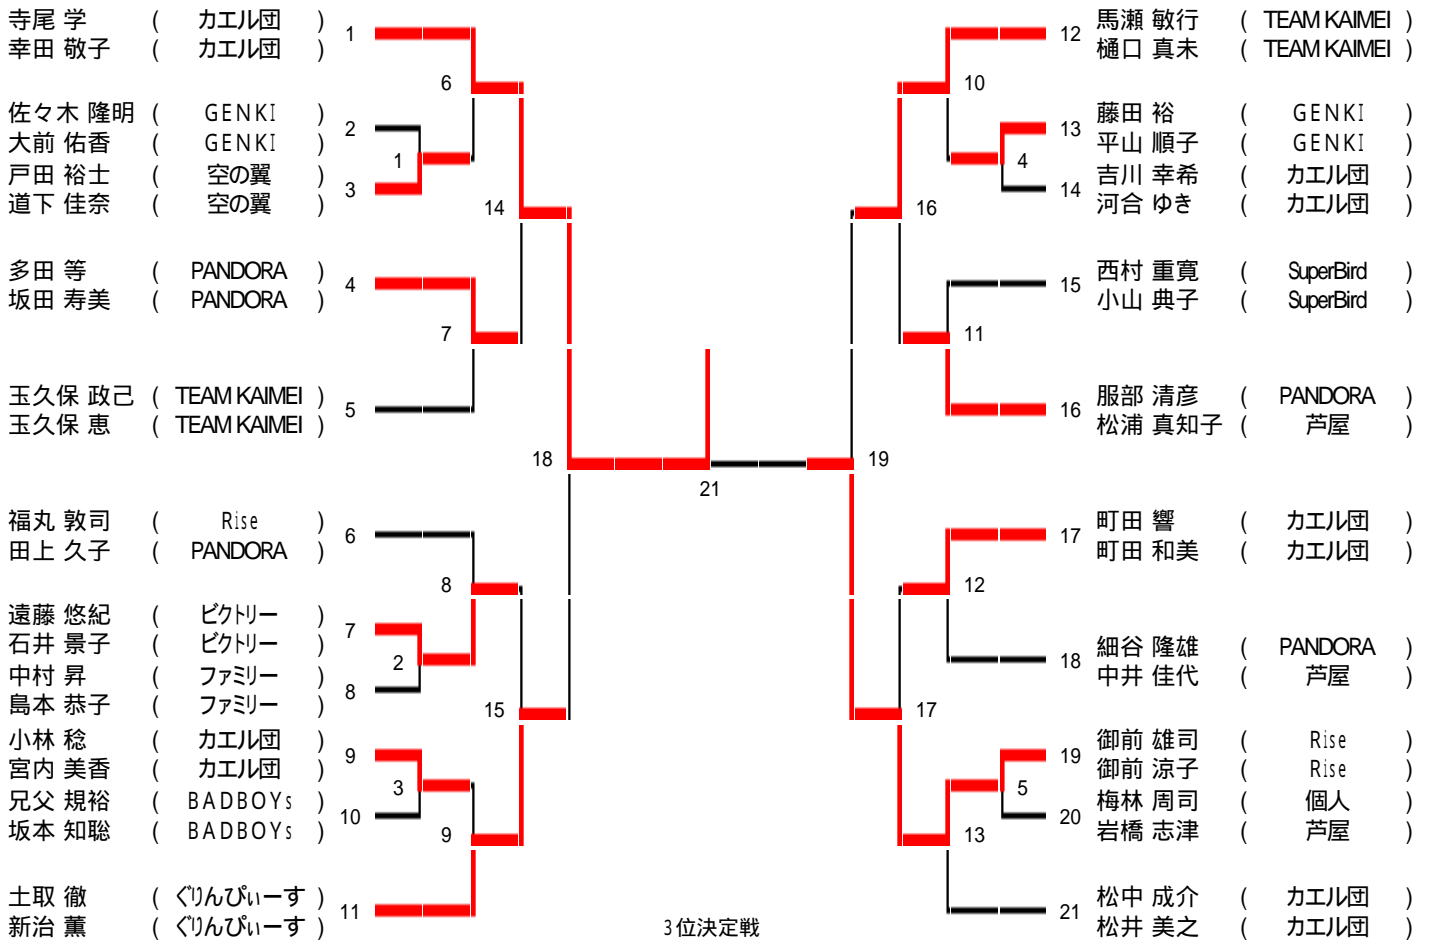 寺尾 学 ( カエル団 ) 1
幸田 敬子 ( カエル団 )
6
佐々木 隆明 ( GENKI ) 2
大前 佑香 ( GENKI )
1
戸田 裕士 ( 空の翼 ) 3
道下 佳奈 ( 空の翼 )
14
多田 等 ( PANDORA ) 4
坂田 寿美 ( PANDORA )
7
玉久保 政己 ( TEAM KAIMEI ) 5
玉久保 恵 ( TEAM KAIMEI )
18
福丸 敦司 ( Rise ) 6
田上 久子 ( PANDORA )
8
遠藤 悠紀 ( ビクトリー ) 7
石井 景子 ( ビクトリー )
2
中村 昇 ( ファミリー ) 8
島本 恭子 ( ファミリー )
15
小林 稔 ( カエル団 ) 9
宮内 美香 ( カエル団 )
3
兄父 規裕 ( BADBOYs ) 10
坂本 知聡 ( BADBOYs )
9
土取 徹 ( ぐりんぴぃーす ) 11
新治 薫 ( ぐりんぴぃーす )
21
3位決定戦
12 馬瀬 敏行 ( TEAM KAIMEI )
樋口 真未 ( TEAM KAIMEI )
10
13 藤田 裕 ( GENKI )
平山 順子 ( GENKI )
4
14 吉川 幸希 ( カエル団 )
河合 ゆき ( カエル団 )
16
15 西村 重寛 ( SuperBird )
小山 典子 ( SuperBird )
11
16 服部 清彦 ( PANDORA )
松浦 真知子 ( 芦屋 )
19
17 町田 響 ( カエル団 )
町田 和美 ( カエル団 )
12
18 細谷 隆雄 ( PANDORA )
中井 佳代 ( 芦屋 )
17
19 御前 雄司 ( Rise )
御前 涼子 ( Rise )
5
20 梅林 周司 ( 個人 )
岩橋 志津 ( 芦屋 )
13
21 松中 成介 ( カエル団 )
松井 美之 ( カエル団 )